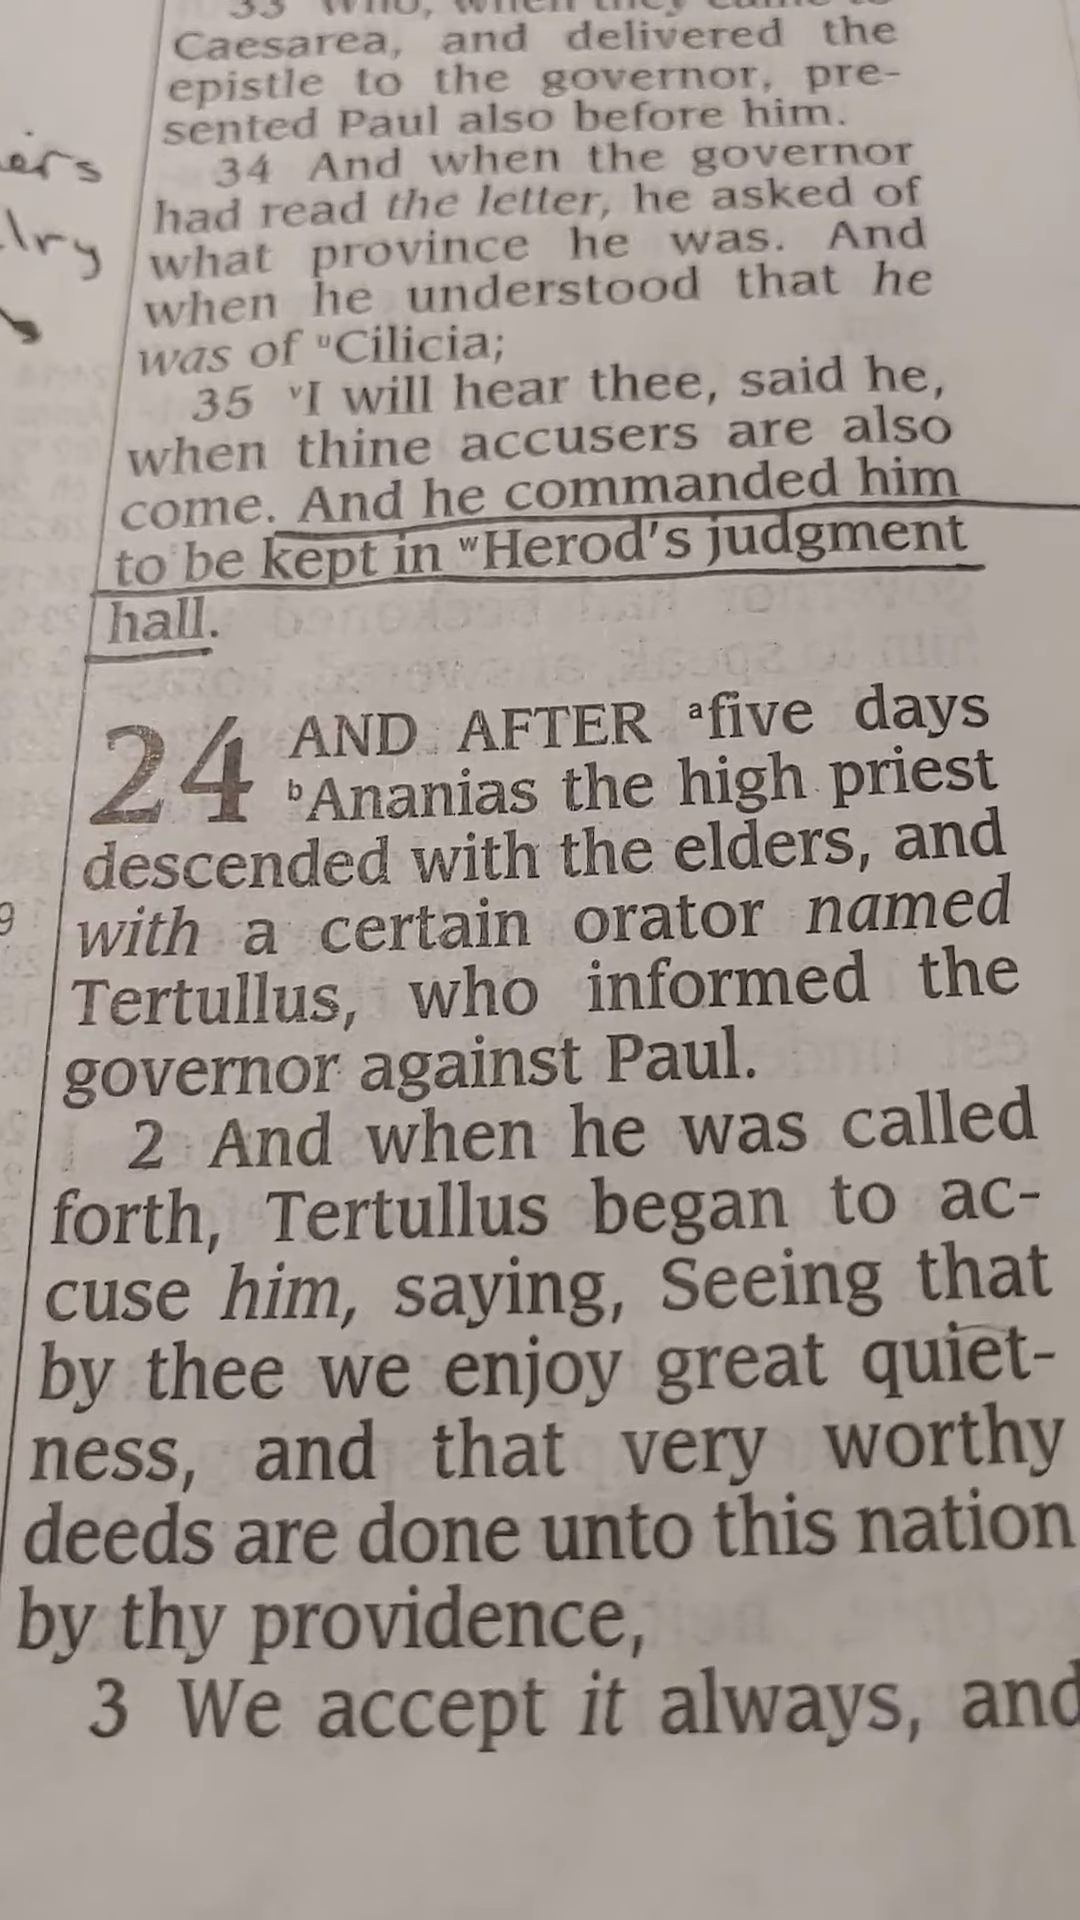 33 Who, when they came to
Caesarea, and delivered the
epistle to the governor, pre-
sented Paul also before him.
34 And when the governor
had read the letter, he asked of
what province he was. And
when he understood that he
was of uCilicia;
35 vI will hear thee, said he,
when thine accusers are also
come. And he commanded him
to be kept in wHerod's judgment
hall.
24 AND AFTER afive days
bAnanias the high priest
descended with the elders, and
with a certain orator named
Tertullus, who informed the
governor against Paul.
2 And when he was called
forth, Tertullus began to ac-
cuse him, saying, Seeing that
by thee we enjoy great quiet-
ness, and that very worthy
deeds are done unto this nation
by thy providence,
3 We accept it always, and